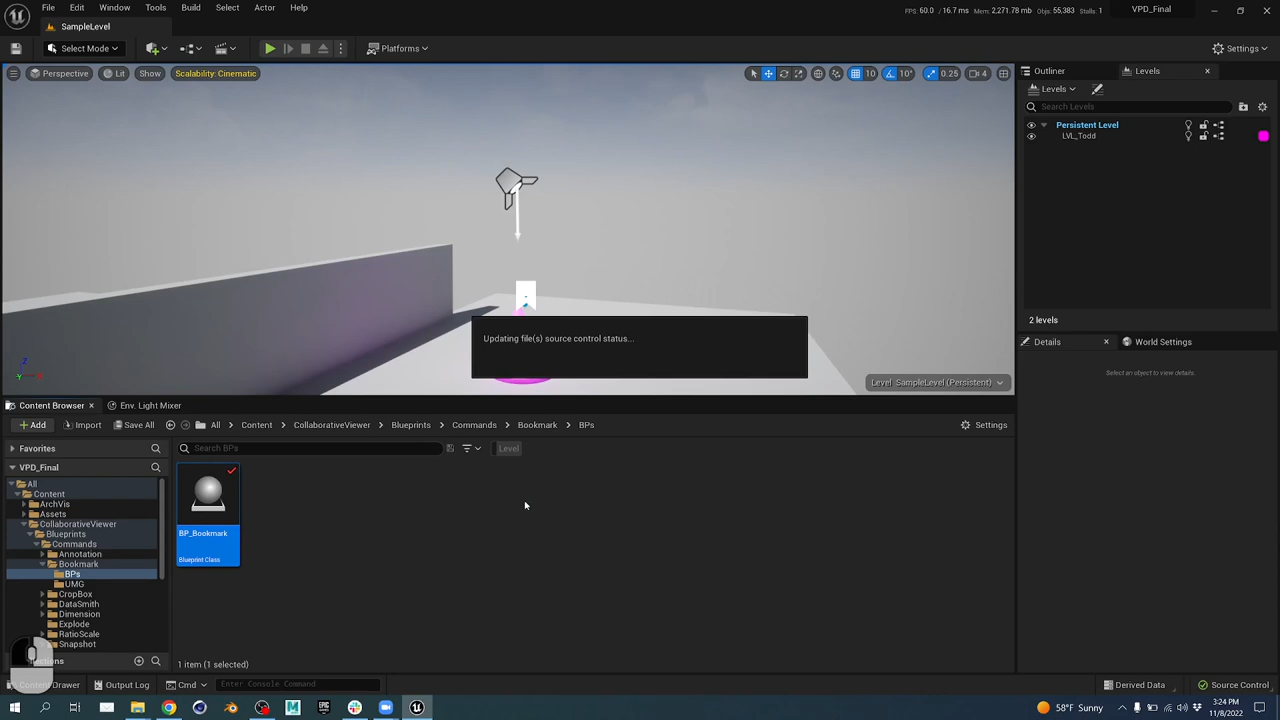 File Edit Window Tools Build Select Actor Help
FPS: 60.0 / 16.7 ms Mem: 2,271.78 mb Objs: 55,383 Stalls: 1
VPD_Final
SampleLevel
Select Mode
Platforms
Settings
Perspective
Lit
Show
Scalability: Cinematic
10
10°
0.25
4
Outliner
Levels
Levels
Search Levels
Persistent Level
LVL_Todd
2 levels
Updating file(s) source control status...
Level SampleLevel (Persistent)
Details
World Settings
Select an object to view details.
Content Browser
Env. Light Mixer
Add
Import
Save All
All
Content
CollaborativeViewer
Blueprints
Commands
Bookmark
BPs
Settings
Favorites
Search BPs
Level
VPD_Final
All
Content
ArchVis
Assets
CollaborativeViewer
Blueprints
Commands
Annotation
Bookmark
BPs
UMG
CropBox
DataSmith
Dimension
Explode
RatioScale
Snapshot
BP_Bookmark
Blueprint Class
1 item (1 selected)
Content Drawer
Output Log
Cmd
Enter Console Command
Derived Data
Source Control
58°F Sunny
3:24 PM
11/8/2022